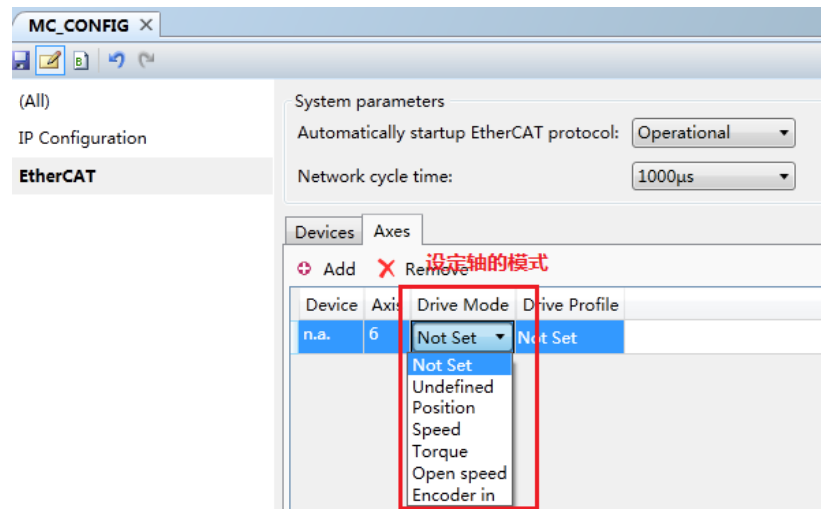 MC_CONFIG ×
(All)
IP Configuration
EtherCAT
System parameters
Automatically startup EtherCAT protocol: Operational
Network cycle time: 1000µs
Devices Axes
Add Remove
设定轴的模式
Device Axis Drive Mode Drive Profile
n.a. 6 Not Set Not Set
Not Set
Undefined
Position
Speed
Torque
Open speed
Encoder in